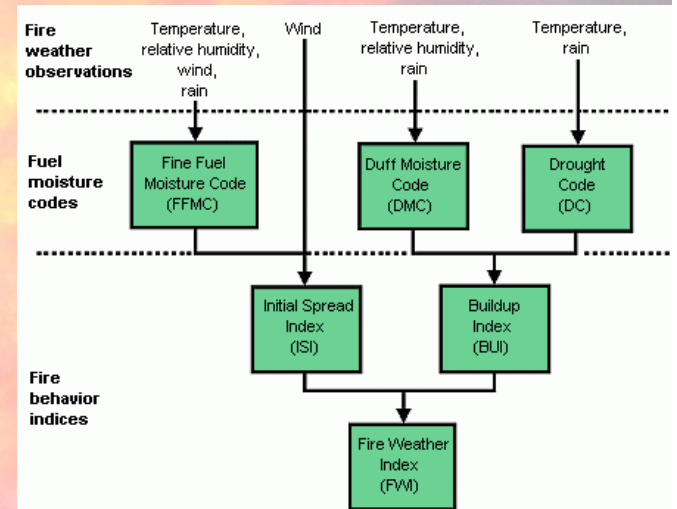 Fire
weather
observations
Temperature,
relative humidity,
wind,
rain
Wind
Temperature,
relative humidity,
rain
Temperature,
rain
Fuel
moisture
codes
Fine Fuel
Moisture Code
(FFMC)
Duff Moisture
Code
(DMC)
Drought
Code
(DC)
Fire
behavior
indices
Initial Spread
Index
(ISI)
Buildup
Index
(BUI)
Fire Weather
Index
(FWI)